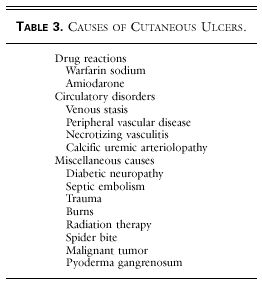 TABLE 3. CAUSES OF CUTANEOUS ULCERS.
Drug reactions
Warfarin sodium
Amiodarone
Circulatory disorders
Venous stasis
Peripheral vascular disease
Necrotizing vasculitis
Calcific uremic arteriolopathy
Miscellaneous causes
Diabetic neuropathy
Septic embolism
Trauma
Burns
Radiation therapy
Spider bite
Malignant tumor
Pyoderma gangrenosum